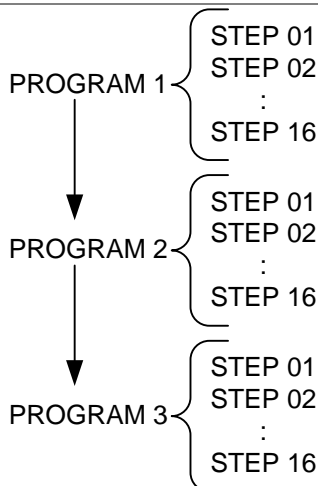 STEP 01
STEP 02
PROGRAM 1
:
STEP 16
STEP 01
STEP 02
PROGRAM 2
:
STEP 16
STEP 01
STEP 02
PROGRAM 3
:
STEP 16